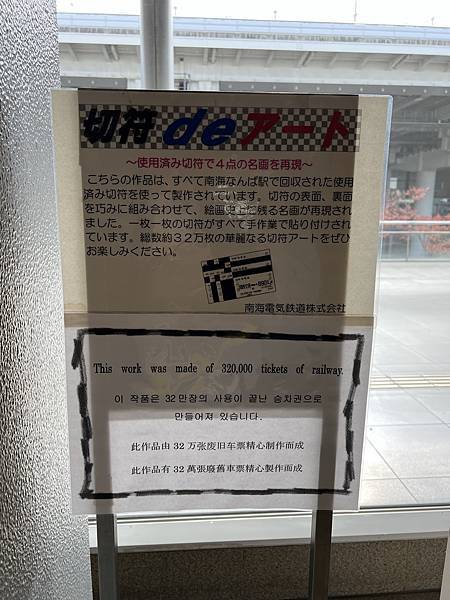 切符deアート
～使用済み切符で４点の名画を再現～
こちらの作品は、すべて南海なんば駅で回収された使用
済み切符を使って製作されています。切符の表面、裏面
を巧みに組み合わせて、絵画史上に残る名画が再現され
ました。一枚一枚の切符がすべて手作業で貼り付けされ
ています。総数約３２万枚の華麗なる切符アートをぜひ
お楽しみください。
南海電気鉄道株式会社
This work was made of 320,000 tickets of railway.
이 작품은 32만장의 사용이 끝난 승차권으로
만들어져 있습니다.
此作品由 32 万张废旧车票精心制作而成
此作品有 32 萬張廢舊車票精心製作而成